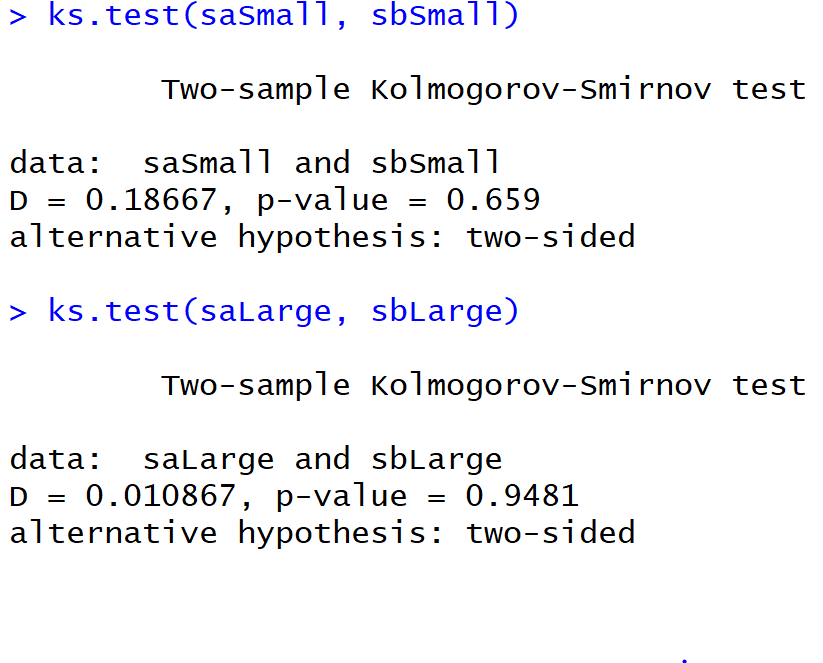 > ks.test(saSmall, sbSmall)
Two-sample Kolmogorov-Smirnov test
data:  saSmall and sbSmall
D = 0.18667, p-value = 0.659
alternative hypothesis: two-sided
> ks.test(saLarge, sbLarge)
Two-sample Kolmogorov-Smirnov test
data:  saLarge and sbLarge
D = 0.010867, p-value = 0.9481
alternative hypothesis: two-sided